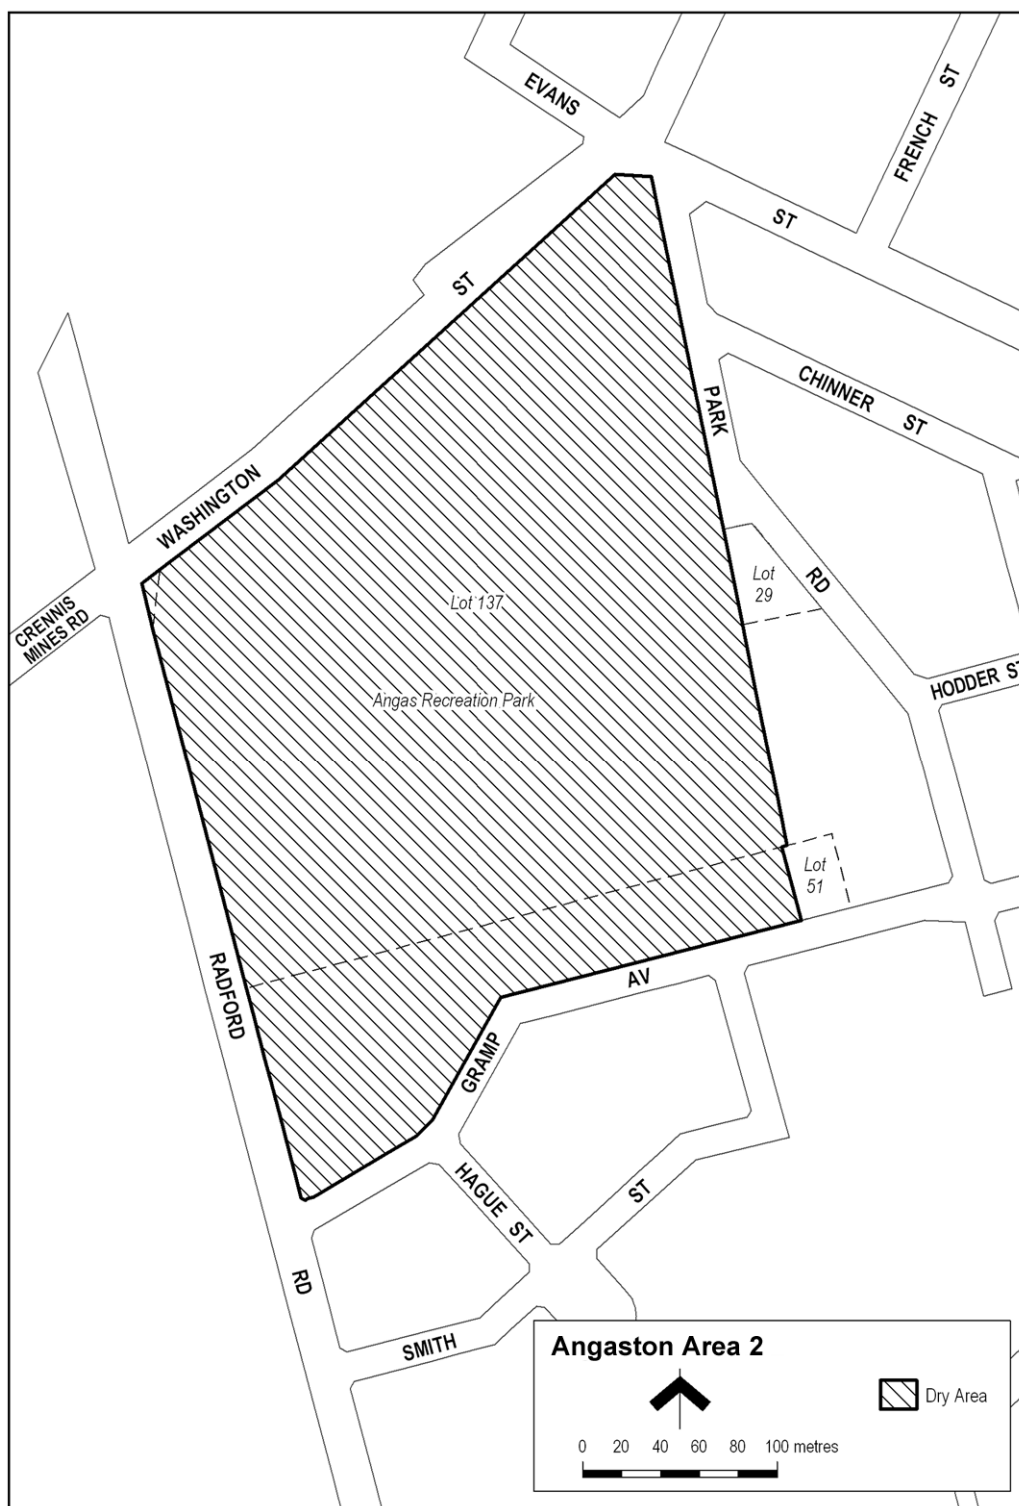 EVANS
FRENCH ST
ST
ST
CHINNER ST
PARK
WASHINGTON
Lot
29
RD
Lot 137
CRENNIS
MINES RD
HODDER ST
Angas Recreation Park
Lot
51
RADFORD
AV
GRAMP
HAGUE ST
ST
RD
SMITH
Angaston Area 2
Dry Area
0 20 40 60 80 100 metres